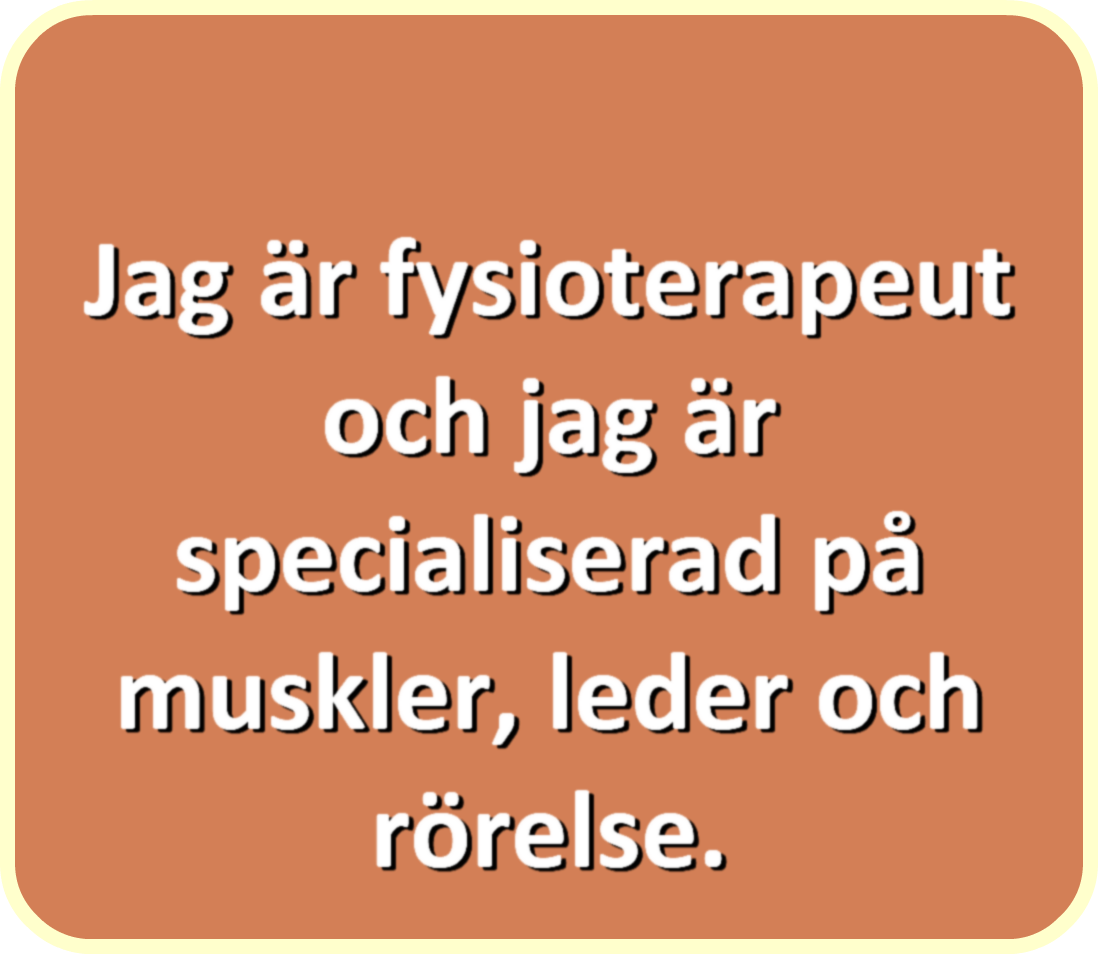 Jag är fysioterapeut
och jag är
specialiserad på
muskler, leder och
rörelse.